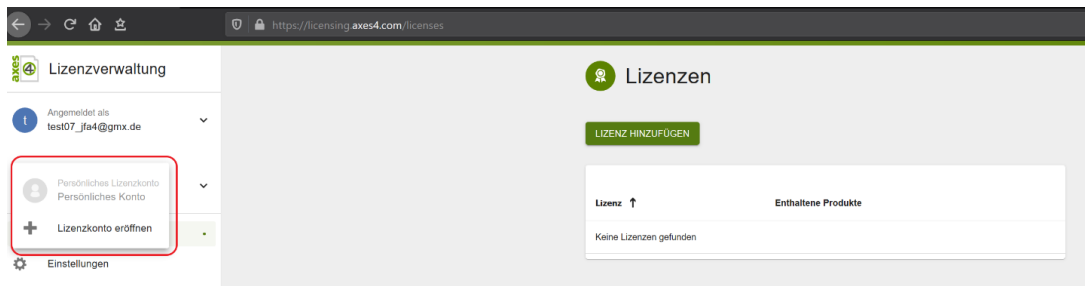 https://licensing.axes4.com/licenses
axes4
Lizenzverwaltung
Angemeldet als
t
test07_jfa4@gmx.de
Persönliches Lizenzkonto
Persönliches Konto
Lizenzkonto eröffnen
Einstellungen
Lizenzen
LIZENZ HINZUFÜGEN
Lizenz ↑ Enthaltene Produkte
Keine Lizenzen gefunden